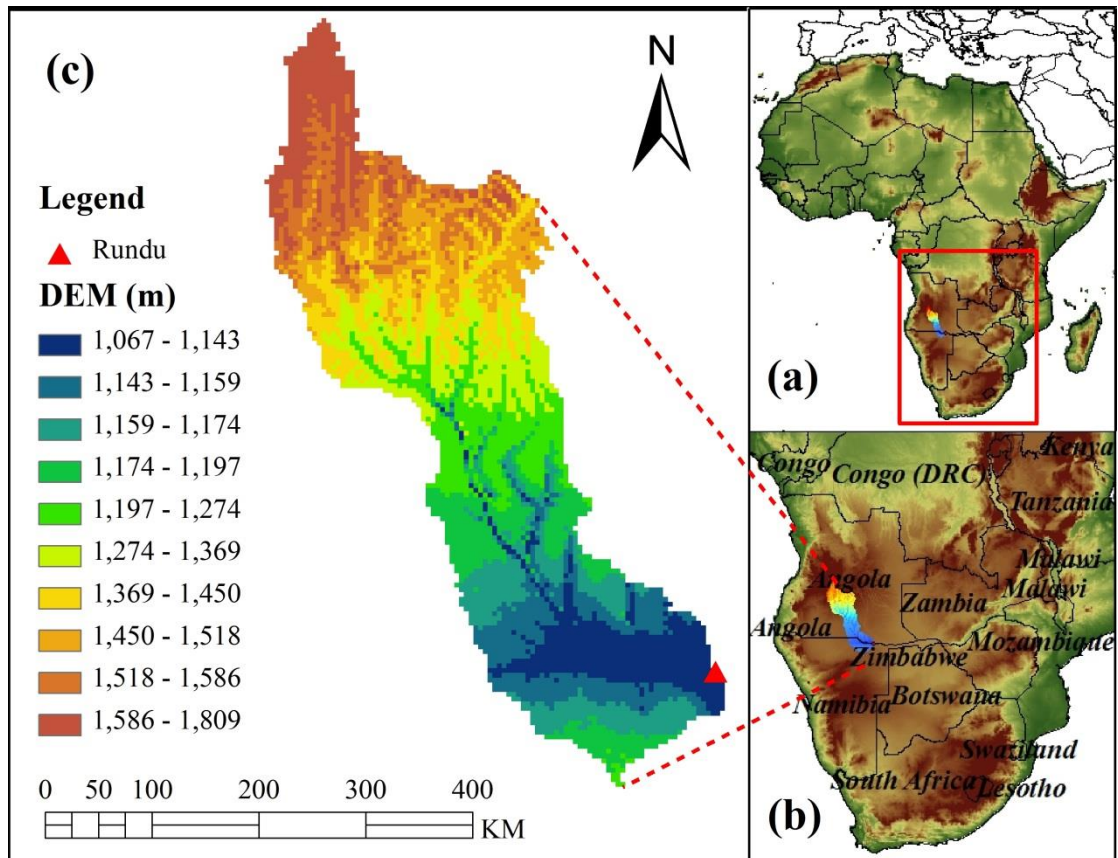 (c)
N
Legend
Rundu
DEM (m)
1,067 - 1,143
1,143 - 1,159
1,159 - 1,174
1,174 - 1,197
1,197 - 1,274
1,274 - 1,369
1,369 - 1,450
1,450 - 1,518
1,518 - 1,586
1,586 - 1,809
0 50 100 200 300 400
KM
(a)
Kenya
Congo
Congo (DRC)
Tanzania
Malawi
Angola
Malawi
Zambia
Angola
Mozambique
Zimbabwe
Botswana
Namibia
Swaziland
South Africa
Lesotho
(b)